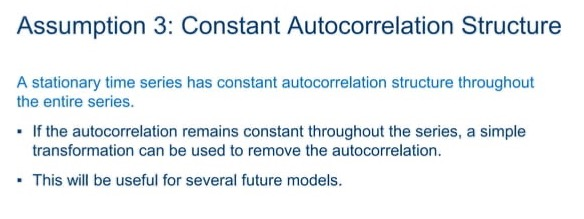 Assumption 3: Constant Autocorrelation Structure
A stationary time series has constant autocorrelation structure throughout
the entire series.
▪ If the autocorrelation remains constant throughout the series, a simple
transformation can be used to remove the autocorrelation.
▪ This will be useful for several future models.